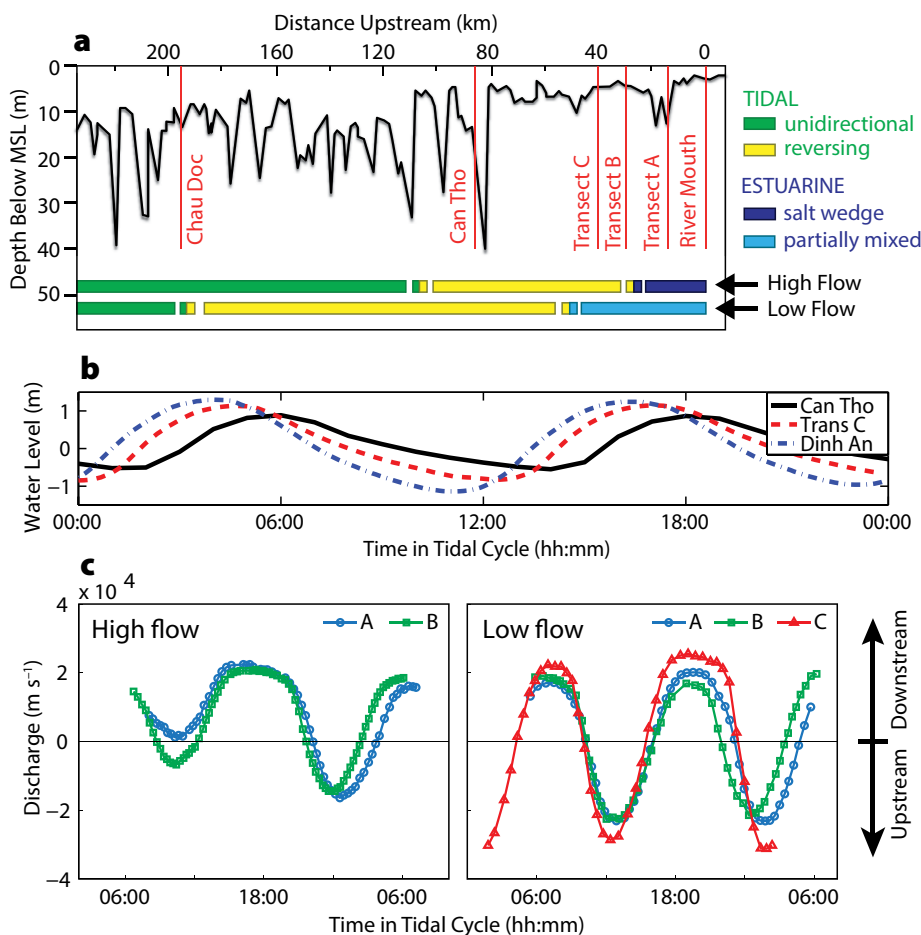 a
Distance Upstream (km)
200 160 120 80 40 0
Depth Below MSL (m)
0
10
20
30
40
50
Chau Doc
Can Tho
Transect C
Transect B
Transect A
River Mouth
TIDAL
unidirectional
reversing
ESTUARINE
salt wedge
partially mixed
High Flow
Low Flow
b
Water Level (m)
1
0
−1
Can Tho
Trans C
Dinh An
00:00 06:00 12:00 18:00 00:00
Time in Tidal Cycle (hh:mm)
c
x 10 4
Discharge (m s⁻¹)
4
2
0
−2
−4
High flow
A B
Low flow
A B C
Downstream
Upstream
06:00 18:00 06:00 06:00 18:00 06:00
Time in Tidal Cycle (hh:mm)